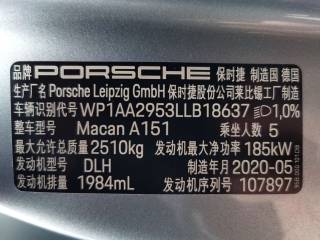 品牌 PORSCHE 保时捷 制造国 德国
生产厂名 Porsche Leipzig GmbH 保时捷股份公司莱比锡工厂制造
车辆识别代号 WP1AA2953LLB18637 1,0%
整车型号 Macan A151 乘坐人数 5
最大允许总质量 2510kg 发动机最大净功率 185kW
发动机型号 DLH 制造年月 2020-05
发动机排量 1984mL 发动机序列号 107897